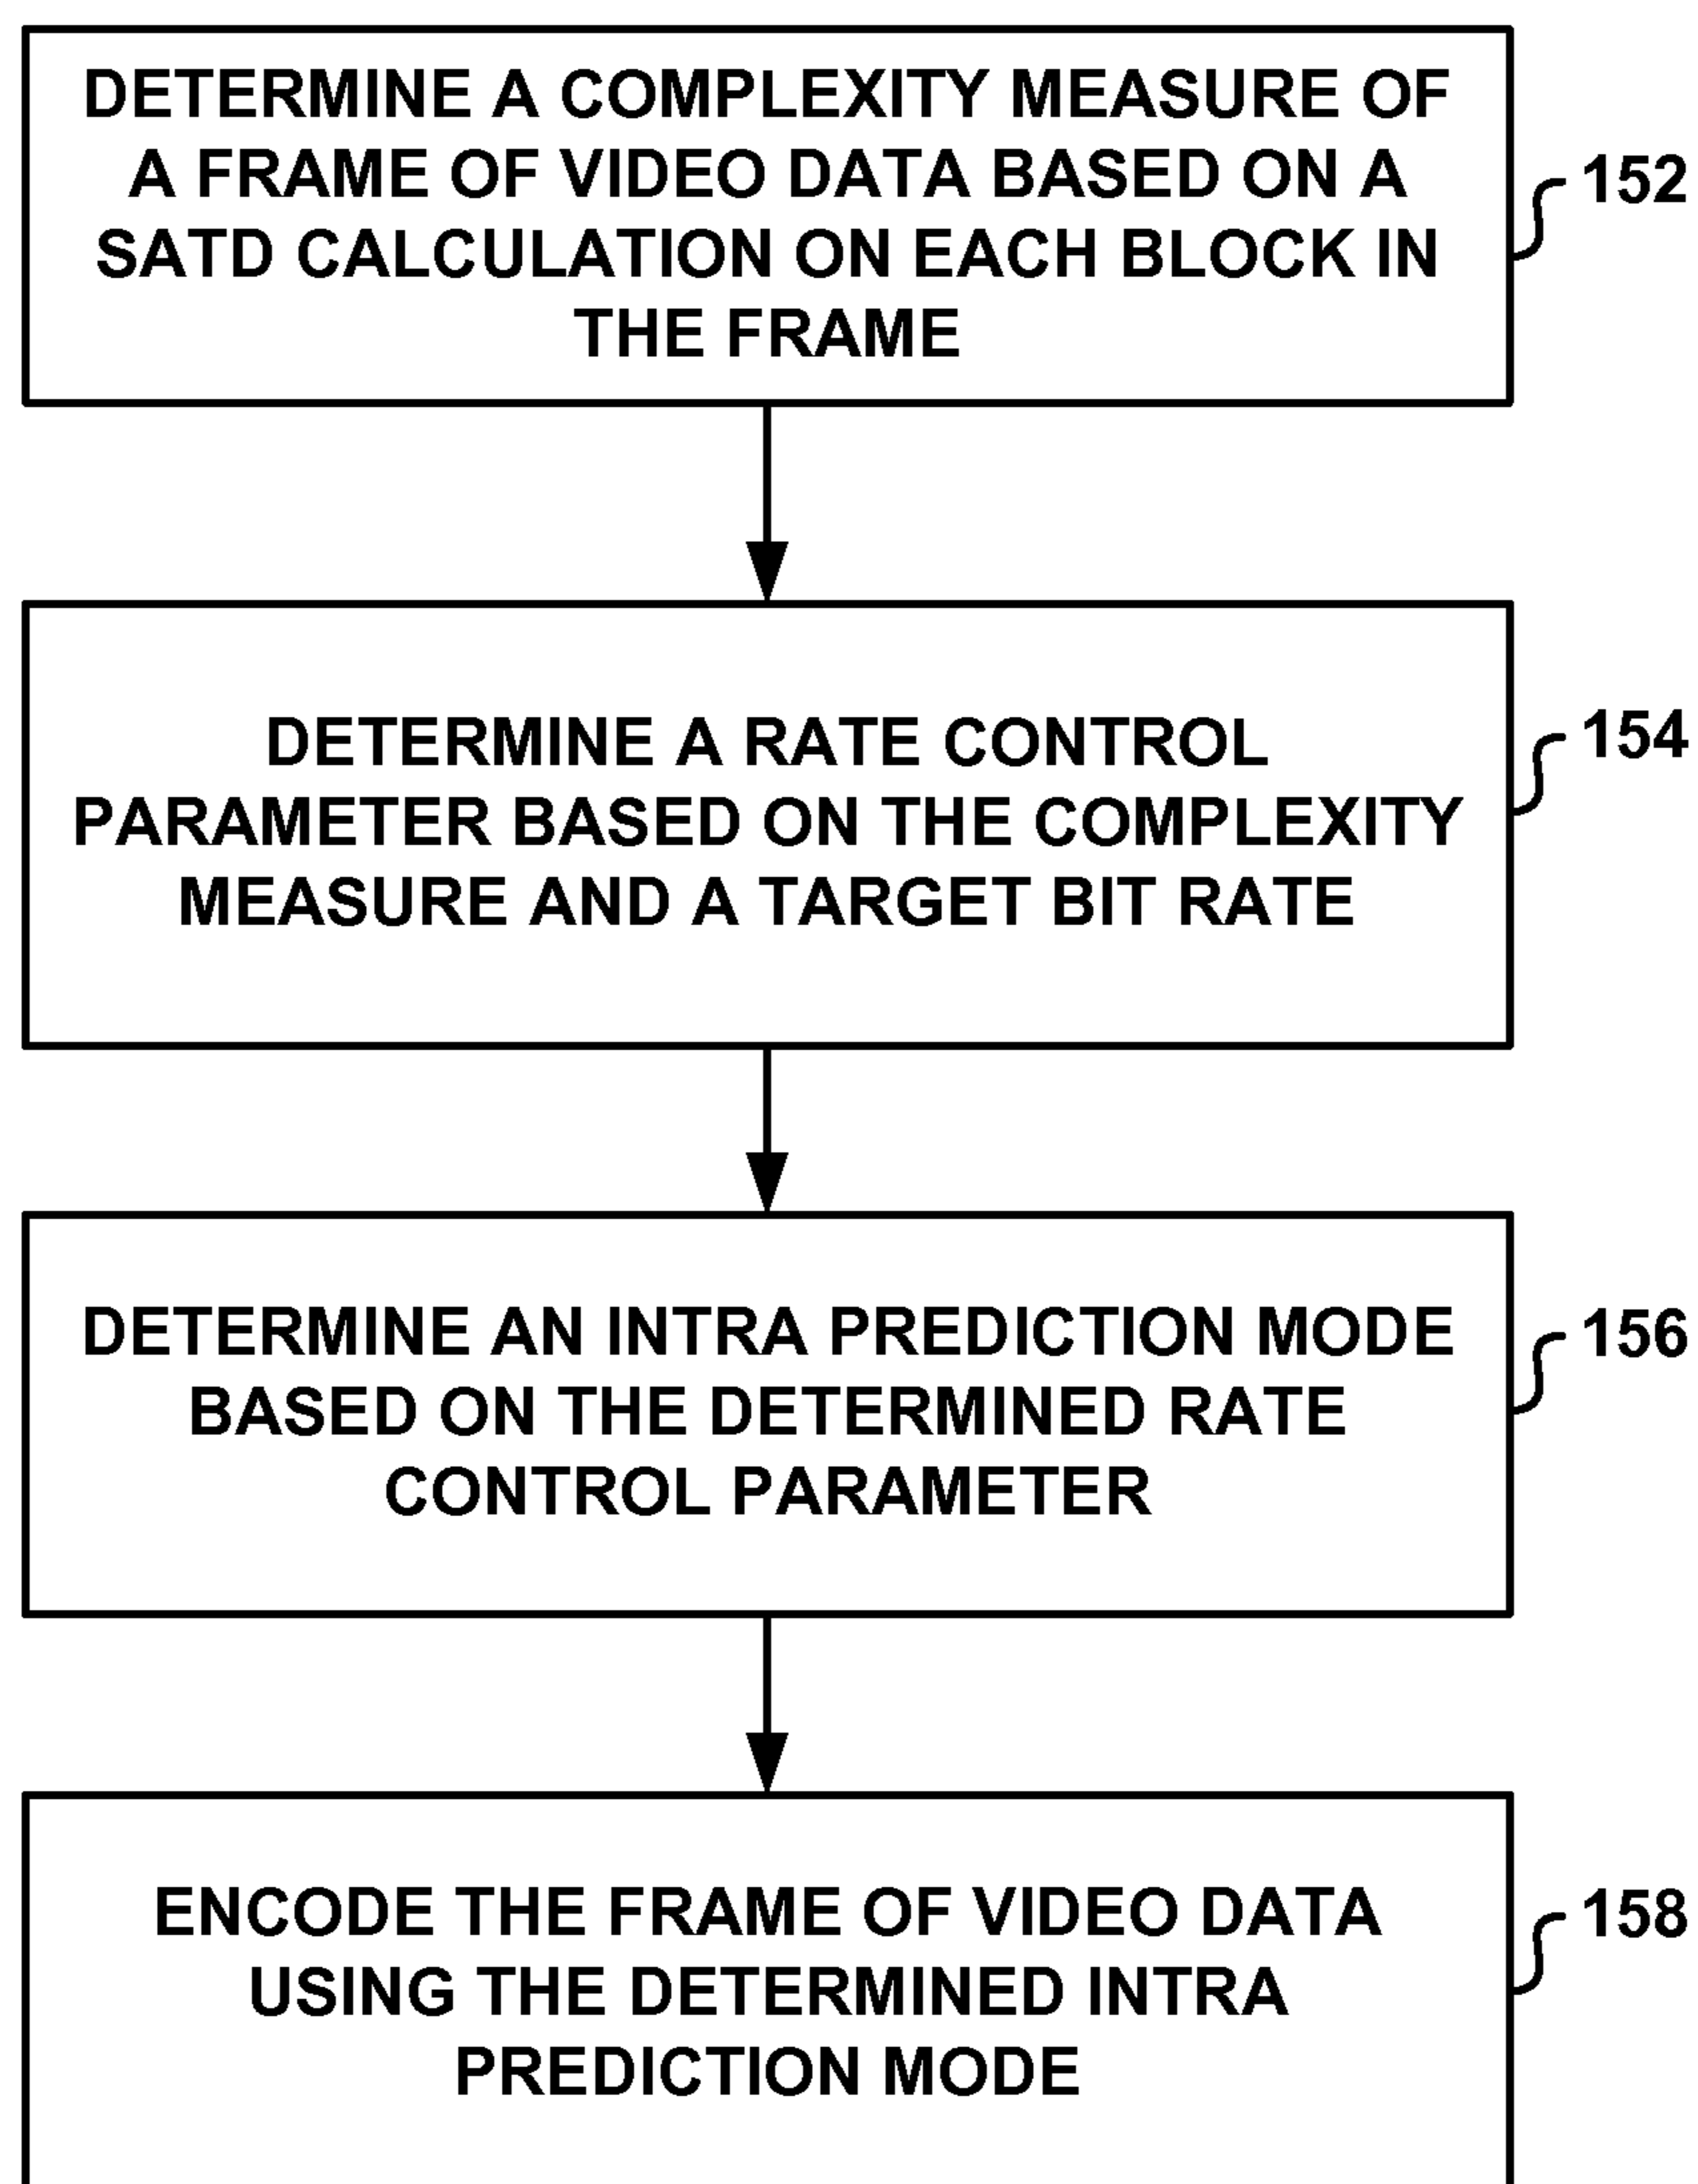 DETERMINE A COMPLEXITY MEASURE OF
A FRAME OF VIDEO DATA BASED ON A
SATD CALCULATION ON EACH BLOCK IN
THE FRAME
152
DETERMINE A RATE CONTROL
PARAMETER BASED ON THE COMPLEXITY
MEASURE AND A TARGET BIT RATE
154
DETERMINE AN INTRA PREDICTION MODE
BASED ON THE DETERMINED RATE
CONTROL PARAMETER
156
ENCODE THE FRAME OF VIDEO DATA
USING THE DETERMINED INTRA
PREDICTION MODE
158